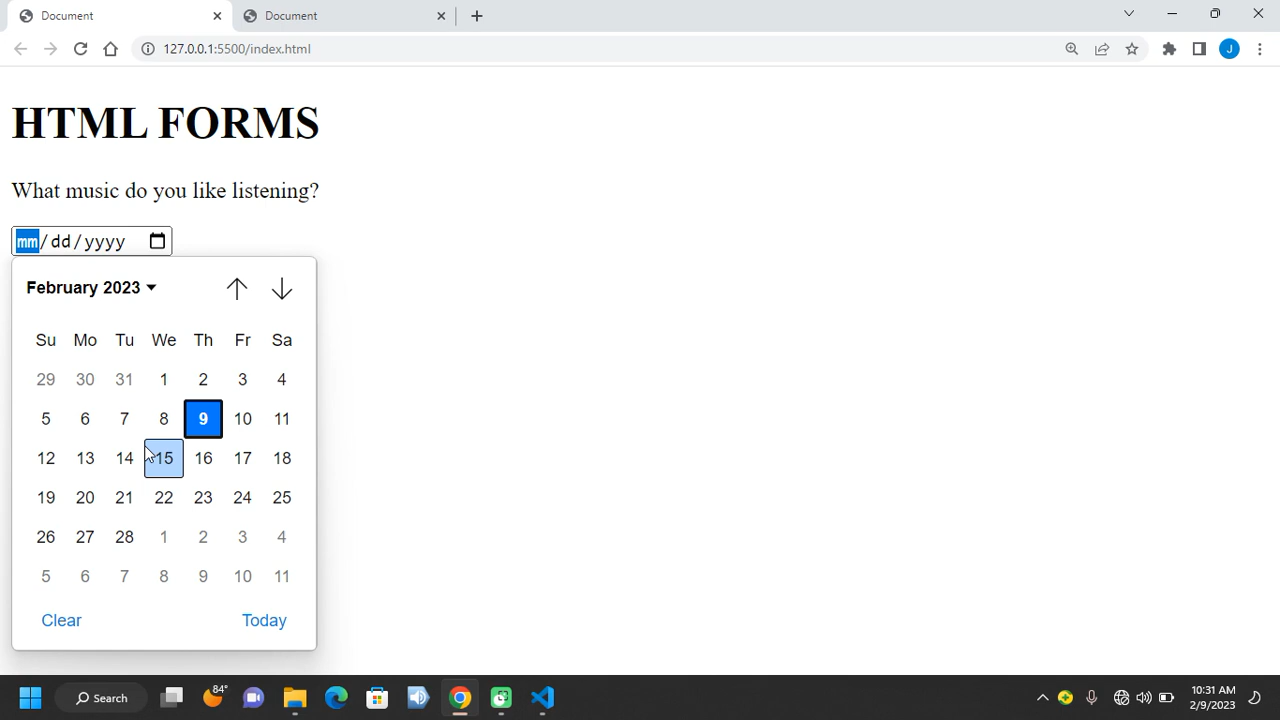 Document
Document
127.0.0.1:5500/index.html
J
HTML FORMS
What music do you like listening?
mm/dd/yyyy
February 2023
Su Mo Tu We Th Fr Sa
29 30 31 1 2 3 4
5 6 7 8 9 10 11
12 13 14 15 16 17 18
19 20 21 22 23 24 25
26 27 28 1 2 3 4
5 6 7 8 9 10 11
Clear Today
Search
84°
10:31 AM
2/9/2023